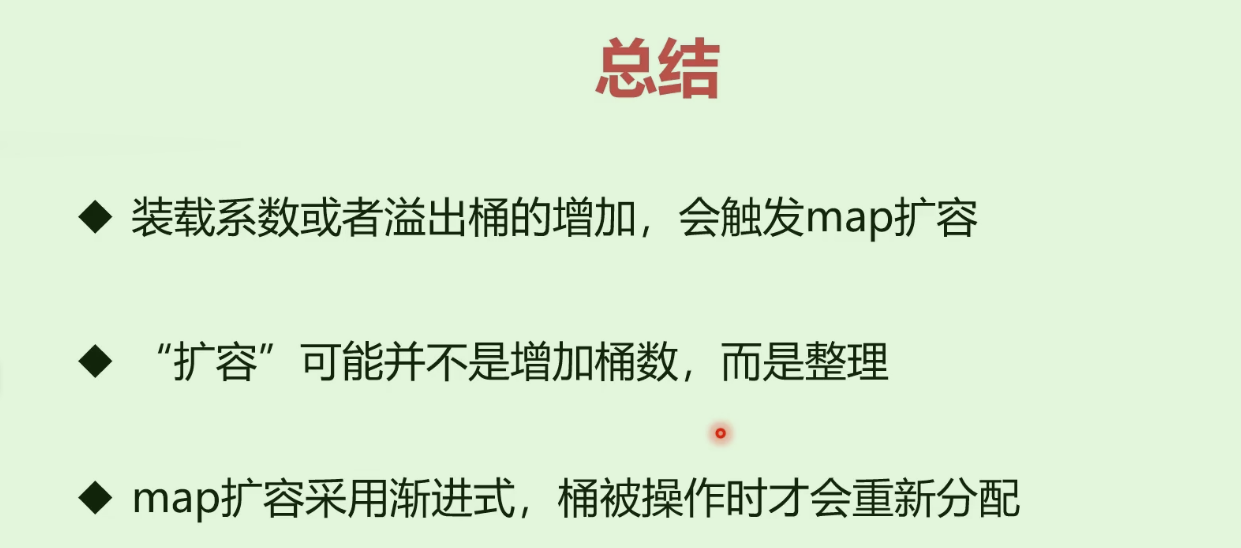 总结
◆ 装载系数或者溢出桶的增加，会触发map扩容
◆ “扩容”可能并不是增加桶数，而是整理
◆ map扩容采用渐进式，桶被操作时才会重新分配